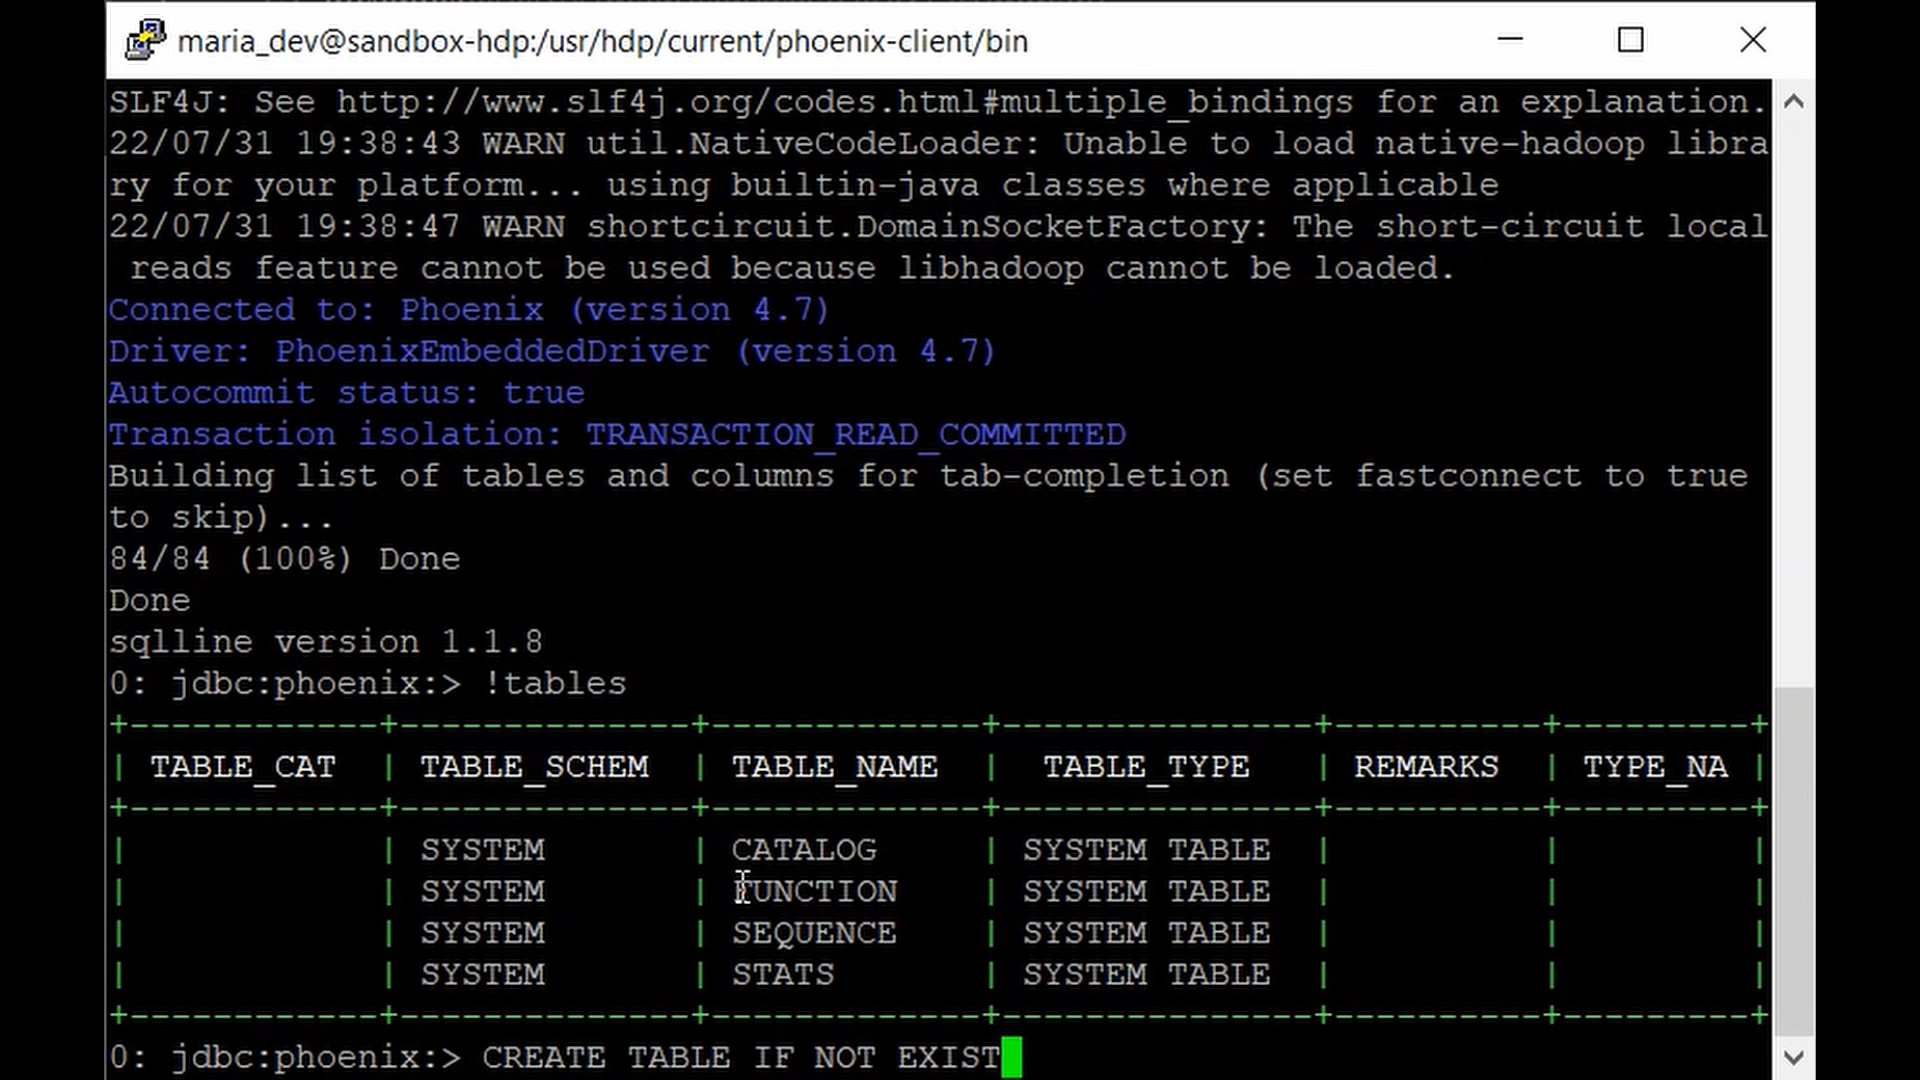 maria_dev@sandbox-hdp:/usr/hdp/current/phoenix-client/bin
SLF4J: See http://www.slf4j.org/codes.html#multiple_bindings for an explanation.
22/07/31 19:38:43 WARN util.NativeCodeLoader: Unable to load native-hadoop libra
ry for your platform... using builtin-java classes where applicable
22/07/31 19:38:47 WARN shortcircuit.DomainSocketFactory: The short-circuit local
 reads feature cannot be used because libhadoop cannot be loaded.
Connected to: Phoenix (version 4.7)
Driver: PhoenixEmbeddedDriver (version 4.7)
Autocommit status: true
Transaction isolation: TRANSACTION_READ_COMMITTED
Building list of tables and columns for tab-completion (set fastconnect to true
to skip)...
84/84 (100%) Done
Done
sqlline version 1.1.8
0: jdbc:phoenix:> !tables
+------------+--------------+-------------+---------------+----------+---------+
| TABLE_CAT | TABLE_SCHEM | TABLE_NAME | TABLE_TYPE | REMARKS | TYPE_NA |
+------------+--------------+-------------+---------------+----------+---------+
| | SYSTEM | CATALOG | SYSTEM TABLE | | |
| | SYSTEM | FUNCTION | SYSTEM TABLE | | |
| | SYSTEM | SEQUENCE | SYSTEM TABLE | | |
| | SYSTEM | STATS | SYSTEM TABLE | | |
+------------+--------------+-------------+---------------+----------+---------+
0: jdbc:phoenix:> CREATE TABLE IF NOT EXIST